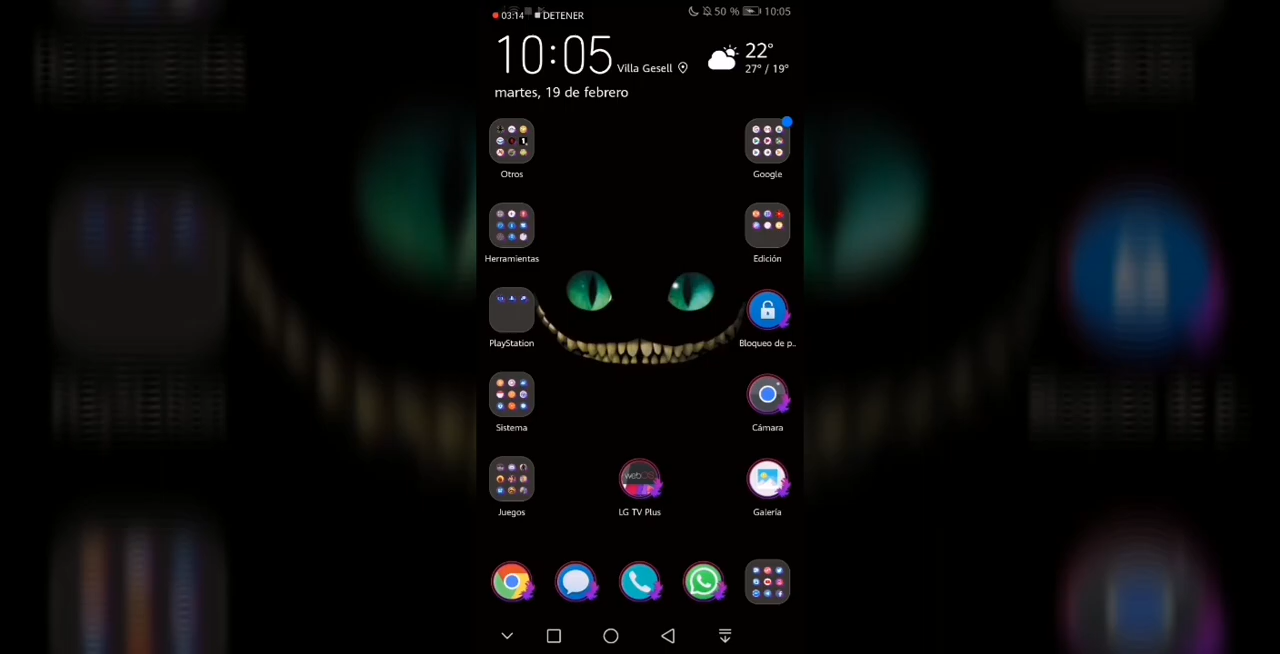 03:14 DETENER
50 % 10:05
10:05
Villa Gesell
22°
27° / 19°
martes, 19 de febrero
Otros
Google
Herramientas
Edición
PlayStation
Bloqueo de p..
Sistema
Cámara
webOS
Juegos
LG TV Plus
Galería